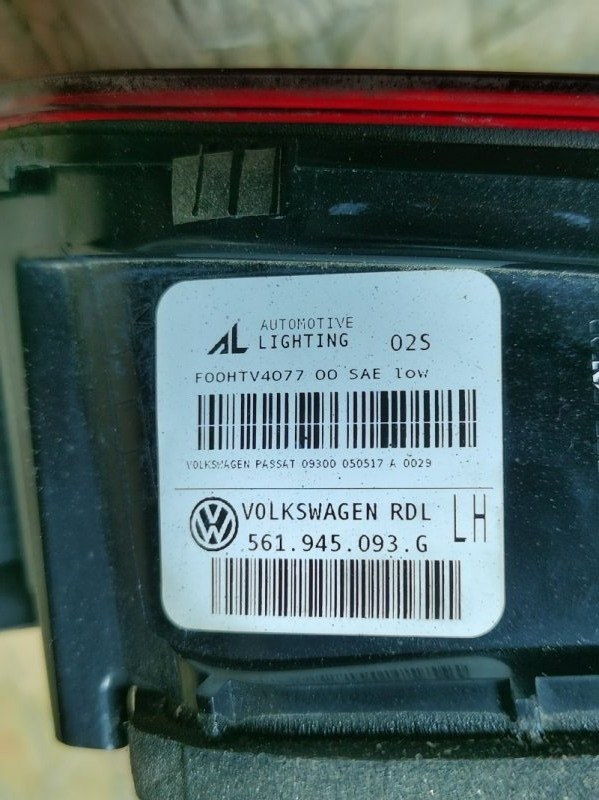 AL AUTOMOTIVE
LIGHTING 02S
F00HTV4077 00 SAE low
VOLKSWAGEN PASSAT 09300 050517 A 0029
VOLKSWAGEN RDL LH
561.945.093.G